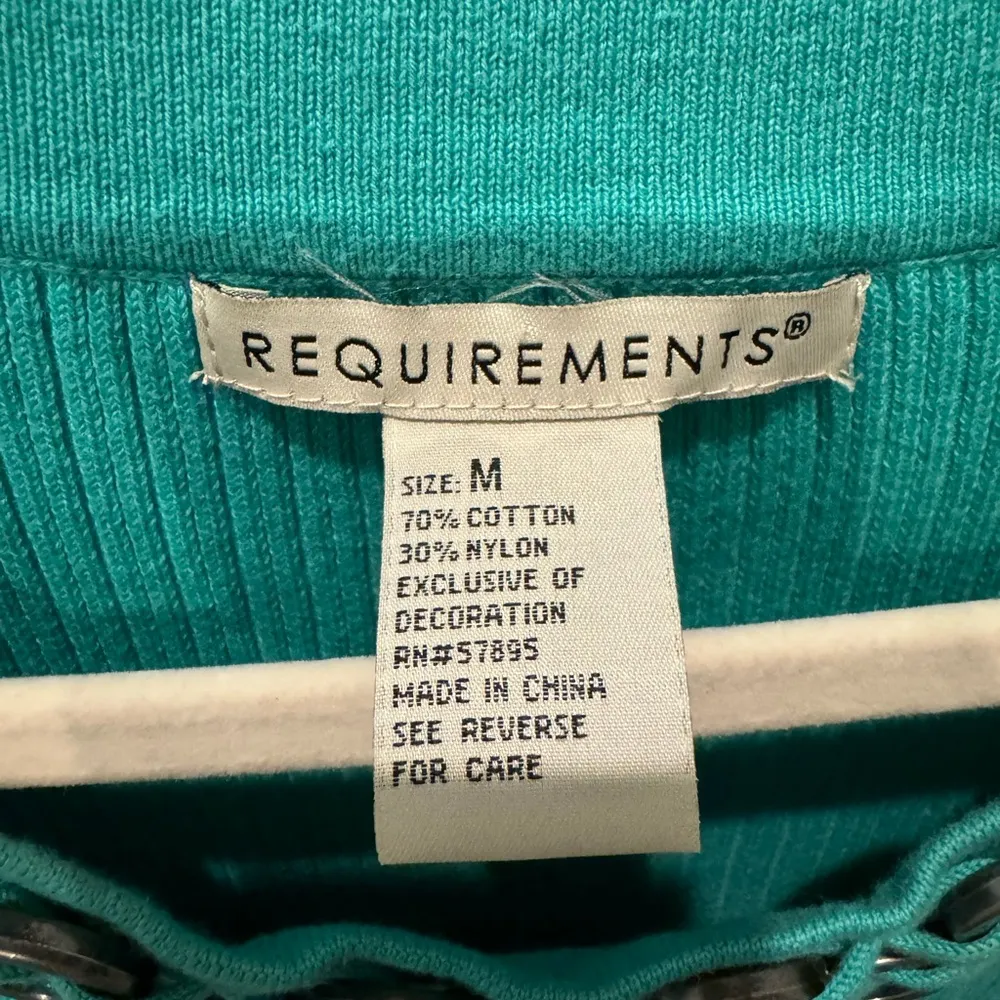 REQUIREMENTS®
SIZE: M
70% COTTON
30% NYLON
EXCLUSIVE OF
DECORATION
RN#57895
MADE IN CHINA
SEE REVERSE
FOR CARE